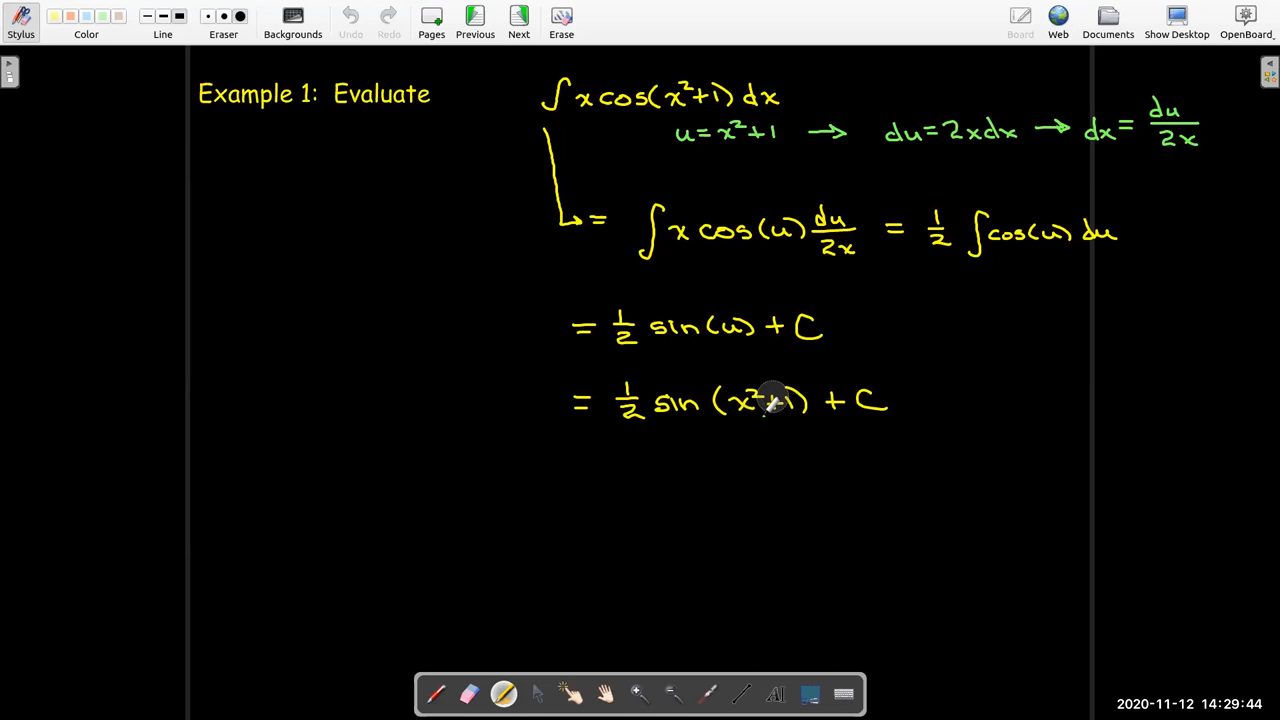 Stylus Color Line Eraser Backgrounds Undo Redo Pages Previous Next Erase Board Web Documents Show Desktop OpenBoard
Example 1: Evaluate ∫ x cos(x²+1) dx
u = x²+1 → du = 2x dx → dx = du/2x
= ∫ x cos(u) du/2x = 1/2 ∫ cos(u) du
= 1/2 sin(u) + C
= 1/2 sin (x²+1) + C
AI
2020-11-12 14:29:44